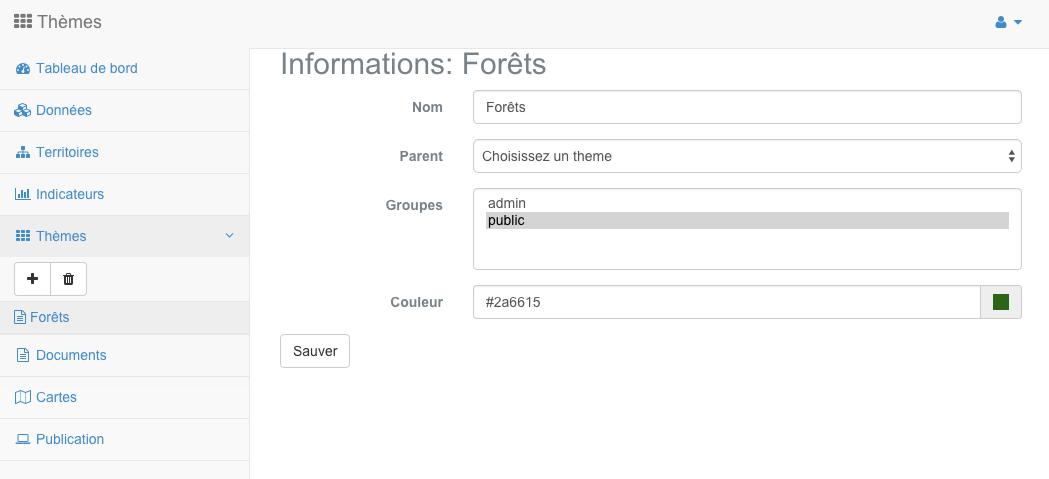 Thèmes
Tableau de bord
Données
Territoires
Indicateurs
Thèmes
Forêts
Documents
Cartes
Publication
Informations: Forêts
Nom
Forêts
Parent
Choisissez un theme
Groupes
admin
public
Couleur
#2a6615
Sauver